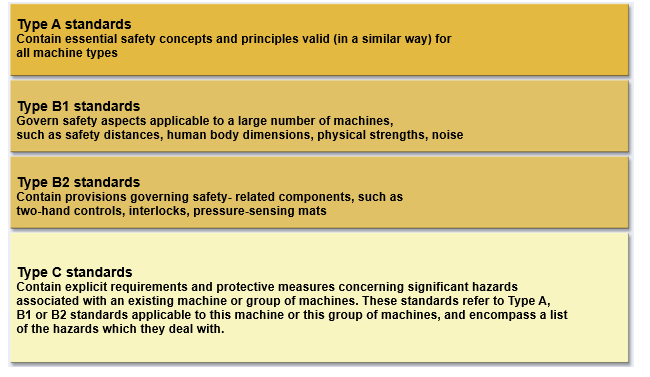 Type A standards
Contain essential safety concepts and principles valid (in a similar way) for
all machine types
Type B1 standards
Govern safety aspects applicable to a large number of machines,
such as safety distances, human body dimensions, physical strengths, noise
Type B2 standards
Contain provisions governing safety- related components, such as
two-hand controls, interlocks, pressure-sensing mats
Type C standards
Contain explicit requirements and protective measures concerning significant hazards
associated with an existing machine or group of machines. These standards refer to Type A,
B1 or B2 standards applicable to this machine or this group of machines, and encompass a list
of the hazards which they deal with.